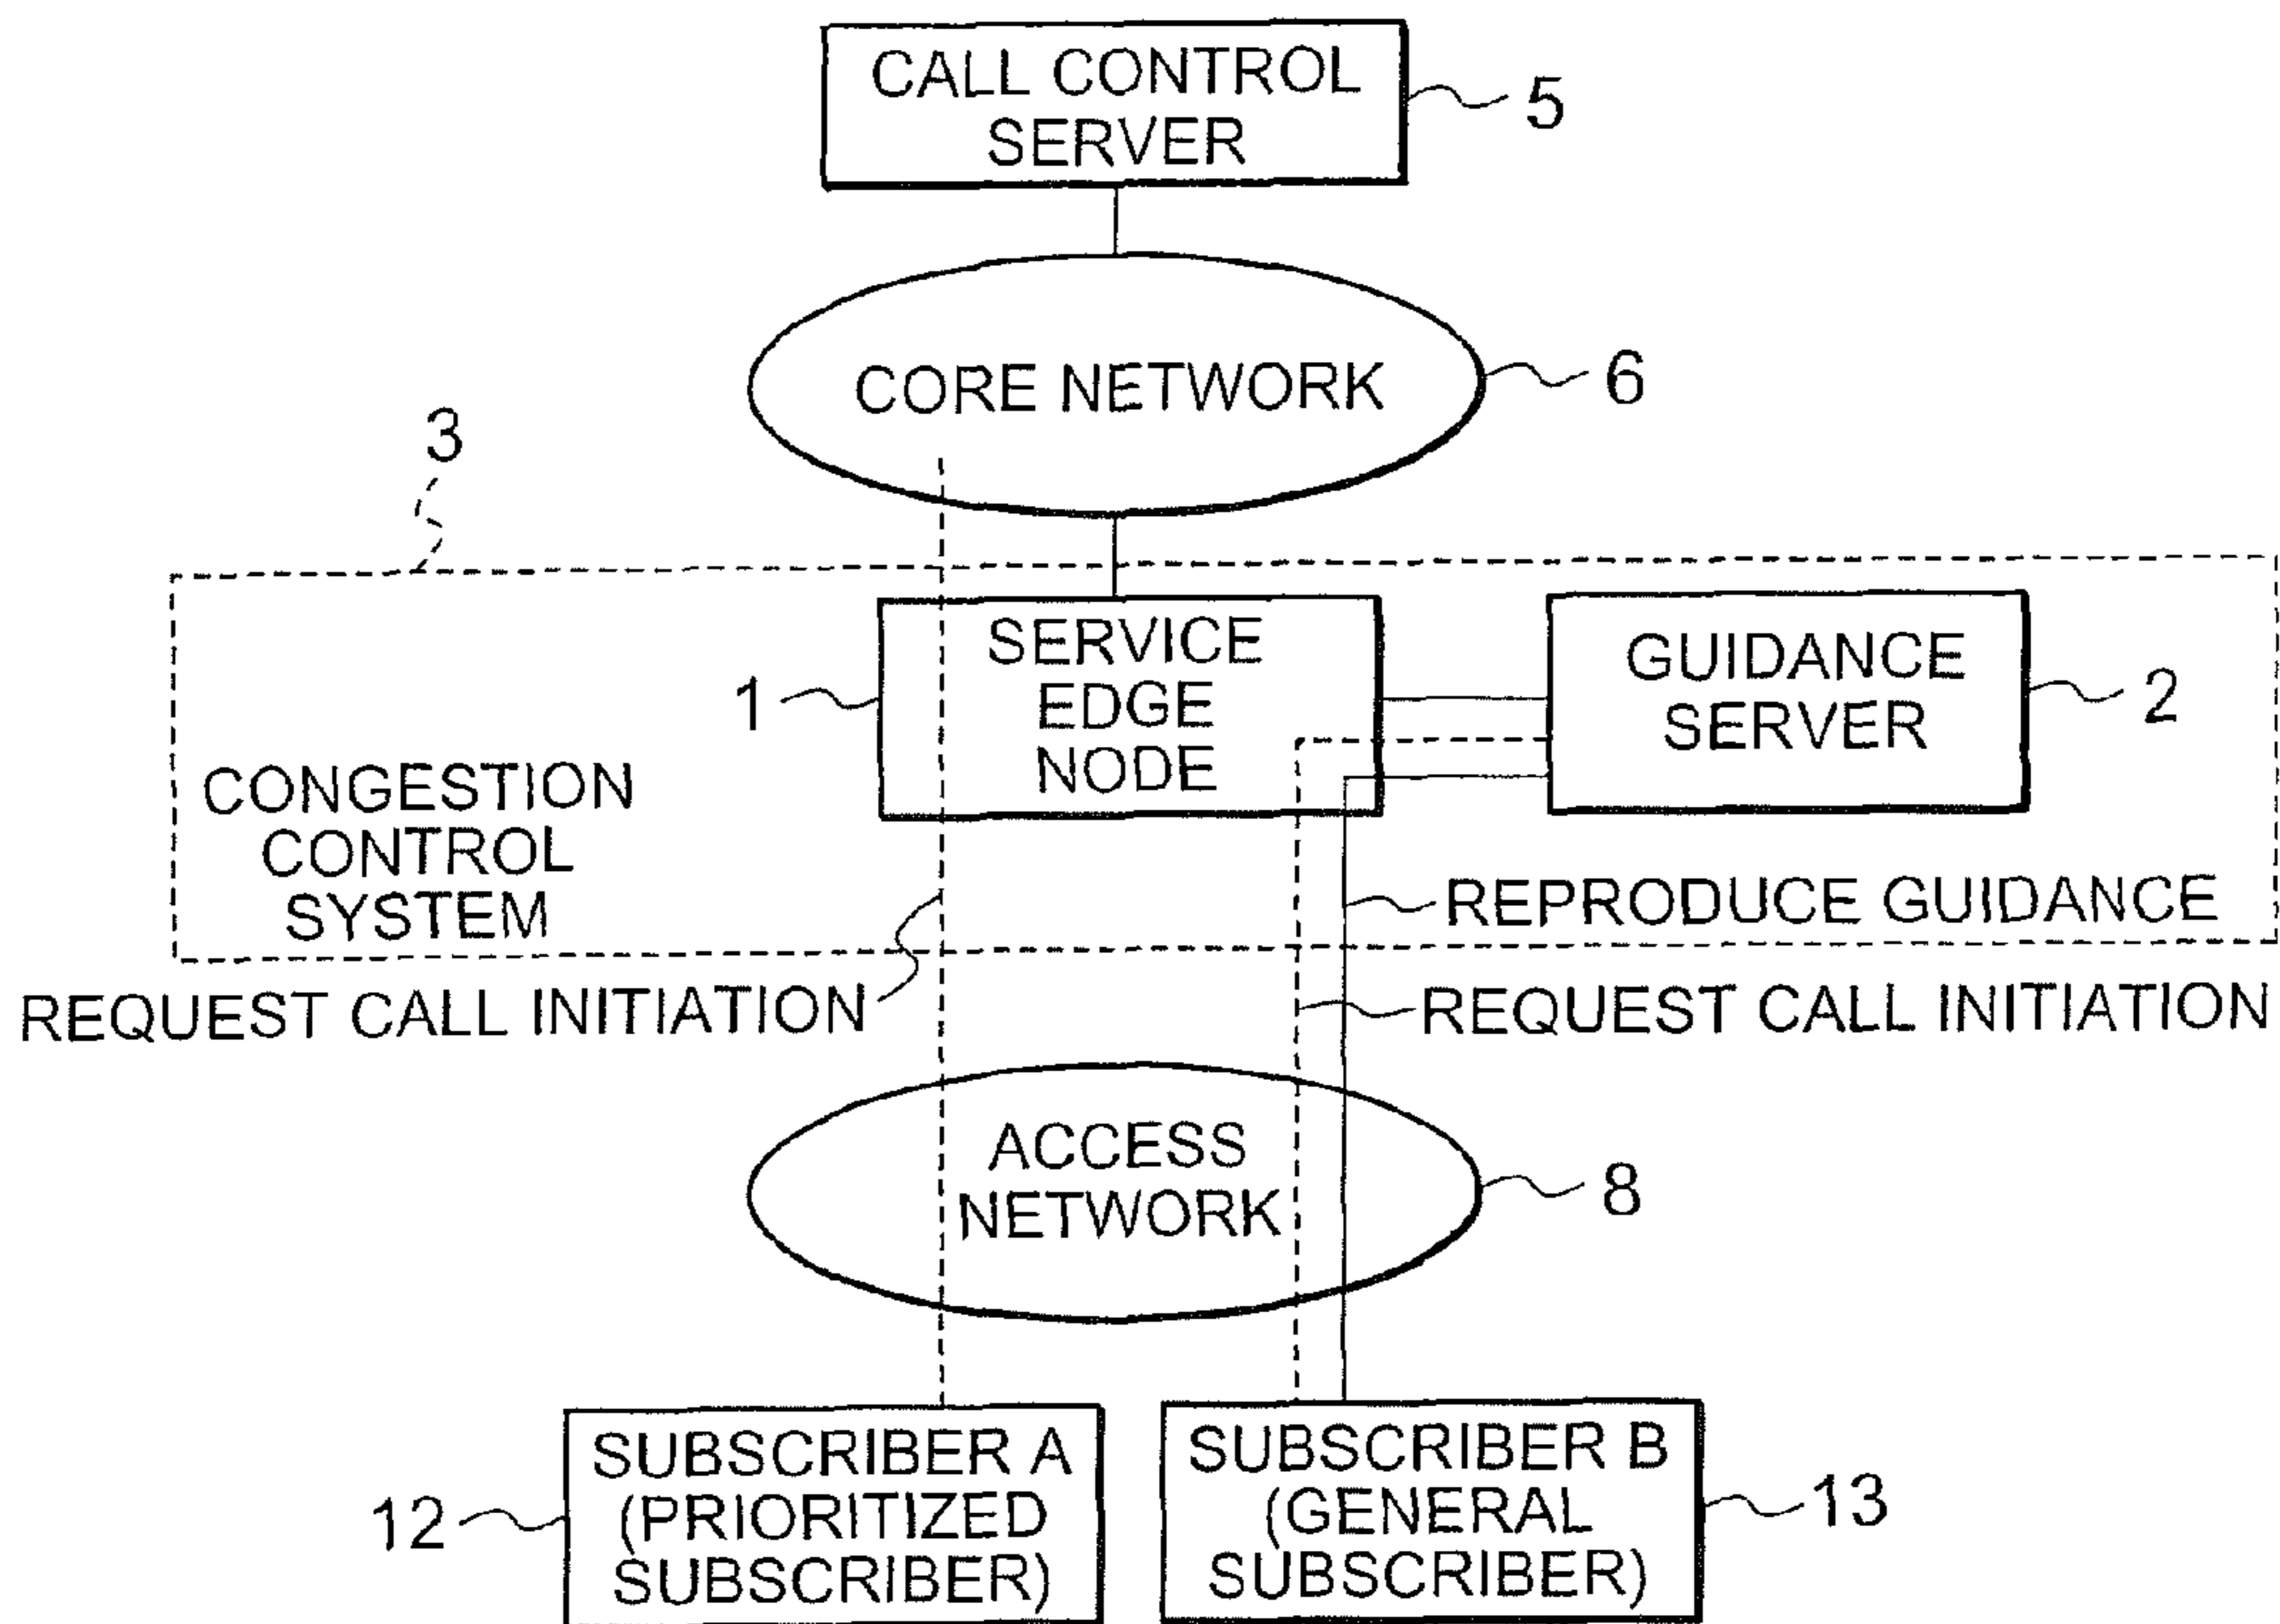 CALL CONTROL
SERVER
5
CORE NETWORK
6
3
SERVICE
EDGE
NODE
1
GUIDANCE
SERVER
2
CONGESTION
CONTROL
SYSTEM
REPRODUCE GUIDANCE
REQUEST CALL INITIATION
REQUEST CALL INITIATION
ACCESS
NETWORK
8
SUBSCRIBER A
(PRIORITIZED
SUBSCRIBER)
12
SUBSCRIBER B
(GENERAL
SUBSCRIBER)
13